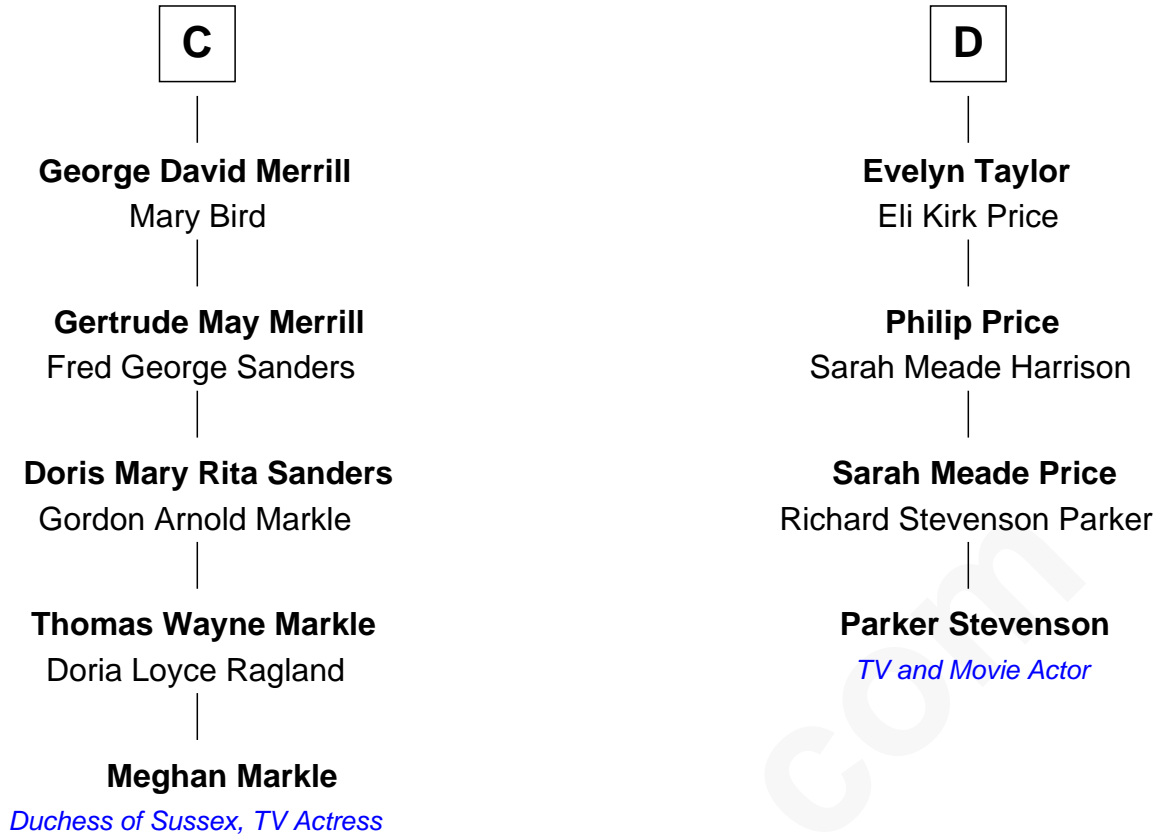 C
George David Merrill
Mary Bird
Gertrude May Merrill
Fred George Sanders
Doris Mary Rita Sanders
Gordon Arnold Markle
Thomas Wayne Markle
Doria Loyce Ragland
Meghan Markle
Duchess of Sussex, TV Actress
D
Evelyn Taylor
Eli Kirk Price
Philip Price
Sarah Meade Harrison
Sarah Meade Price
Richard Stevenson Parker
Parker Stevenson
TV and Movie Actor
com